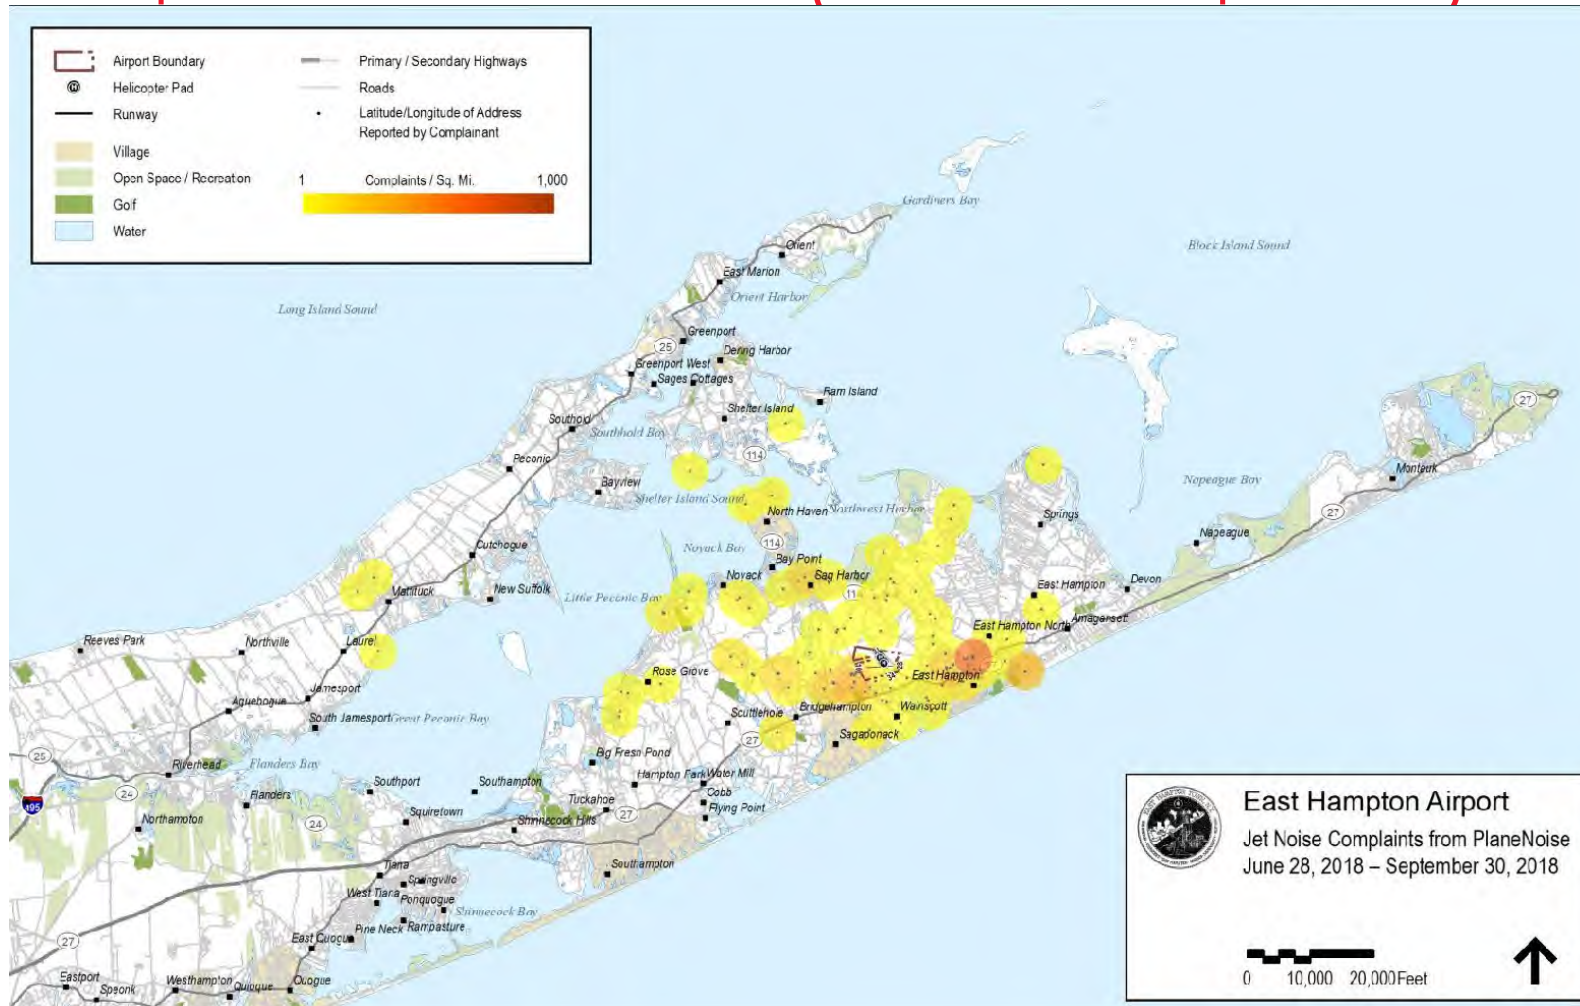 Airport Boundary
Helicopter Pad
Runway
Village
Open Space / Recreation
Golf
Water
Primary / Secondary Highways
Roads
Latitude/Longitude of Address
Reported by Complainant
1 Complaints / Sq. Mi. 1,000
Gardiners Bay
Block Island Sound
Long Island Sound
Orient
East Marion
Orient Harbor
Greenport
25
Dering Harbor
Greenport West
Sages Cottages
Ram Island
Shelter Island
Southold
Southhold Bay
114
27
Peconic
Bayview
Shelter Island Sound
Montauk
Napeague Bay
North Haven
Northwest Harbor
Springs
27
114
Napeague
Noyack Bay
Cutchogue
Bay Point
Noyack
Sag Harbor
Mattituck
New Suffolk
Little Peconic Bay
11
East Hampton
Devon
Reeves Park
Northville
Laurel
East Hampton North
Amagansett
Rose Grove
East Hampton
Jamesport
Aquebogue
South Jamesport
Great Peconic Bay
Scuttlehole
Bridgehampton
Wainscott
27
Sagaponack
25
Riverhead
Flanders Bay
Big Fresh Pond
Hampton Park
Water Mill
195
24
Flanders
Southport
Southampton
Cobb
Tuckahoe
27
Flying Point
Northampton
24
Squiretown
Shinnecock Hills
Tiana
Southampton
Springville
West Tiana
Ponquogue
Shinnecock Bay
Pine Neck
Rampasture
27
East Quogue
Eastport
Speonk
Westhampton
Quiogue
Quogue
East Hampton Airport
Jet Noise Complaints from PlaneNoise
June 28, 2018 – September 30, 2018
0 10,000 20,000 Feet